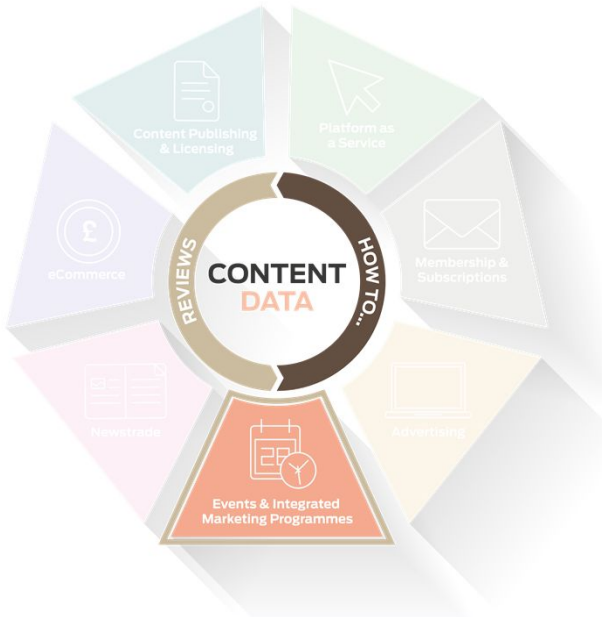 Content Publishing
& Licensing
Platform as
a Service
eCommerce
£
REVIEWS
CONTENT
DATA
HOW TO...
Membership &
Subscriptions
Newstrade
Advertising
28
Events & Integrated
Marketing Programmes